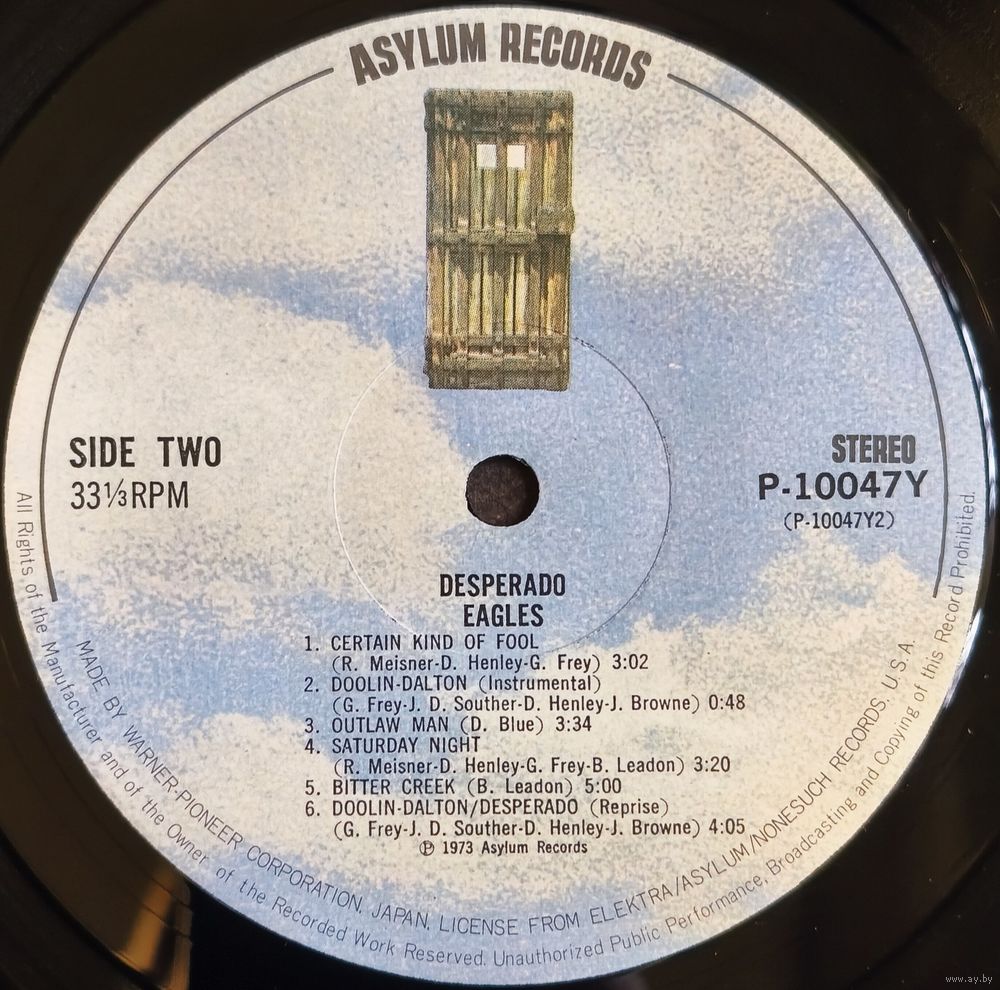 ASYLUM RECORDS
SIDE TWO
33⅓RPM
STEREO
P-10047Y
(P-10047Y2)
DESPERADO
EAGLES
1. CERTAIN KIND OF FOOL
(R. Meisner-D. Henley-G. Frey) 3:02
2. DOOLIN-DALTON (Instrumental)
(G. Frey-J. D. Souther-D. Henley-J. Browne) 0:48
3. OUTLAW MAN (D. Blue) 3:34
4. SATURDAY NIGHT
(R. Meisner-D. Henley-G. Frey-B. Leadon) 3:20
5. BITTER CREEK (B. Leadon) 5:00
6. DOOLIN-DALTON/DESPERADO (Reprise)
(G. Frey-J. D. Souther-D. Henley-J. Browne) 4:05
℗ 1973 Asylum Records
MADE BY WARNER-PIONEER CORPORATION, JAPAN, LICENSE FROM ELEKTRA/ASYLUM/NONESUCH RECORDS, U.S.A.
All Rights of the Manufacturer and of the Owner of the Recorded Work Reserved. Unauthorized Public Performance, Broadcasting and Copying of this Record Prohibited.
www.ay.by